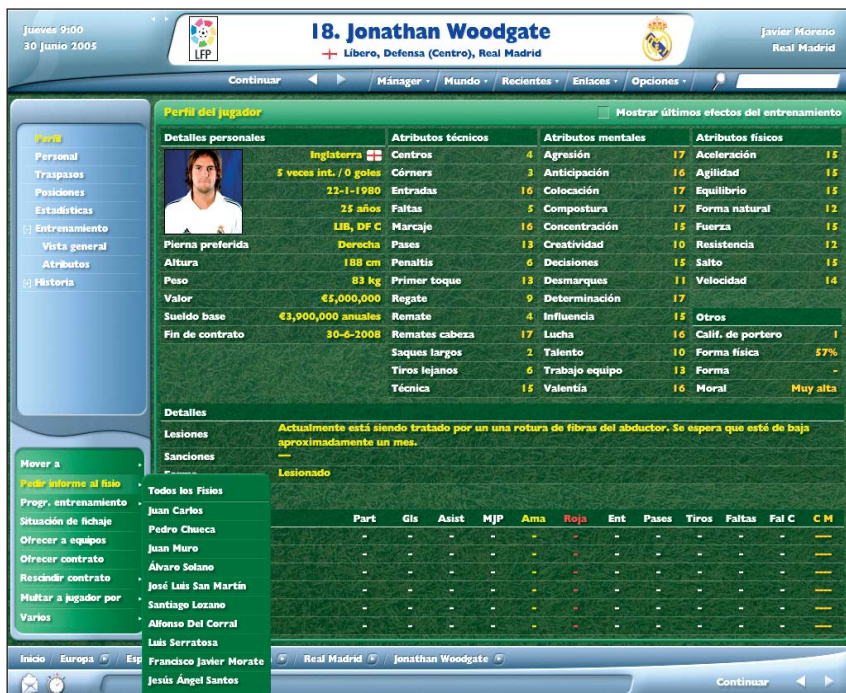 Jueves 9:00
30 Junio 2005
LFP
18. Jonathan Woodgate
Líbero, Defensa (Centro), Real Madrid
Javier Moreno
Real Madrid
Continuar Mánager Mundo Recientes Enlaces Opciones
Perfil
Personal
Traspasos
Posiciones
Estadísticas
[-] Entrenamiento
Vista general
Atributos
[+] Historia
Perfil del jugador Mostrar últimos efectos del entrenamiento
Detalles personales
Inglaterra
5 veces int. / 0 goles
22-1-1980
25 años
LIB, DF C
Pierna preferida Derecha
Altura 188 cm
Peso 83 kg
Valor €5,000,000
Sueldo base €3,900,000 anuales
Fin de contrato 30-6-2008
Atributos técnicos
Centros 4
Córners 3
Entradas 16
Faltas 5
Marcaje 16
Pases 13
Penaltis 6
Primer toque 13
Regate 9
Remate 4
Remates cabeza 17
Saques largos 2
Tiros lejanos 6
Técnica 15
Atributos mentales
Agresión 17
Anticipación 16
Colocación 17
Compostura 17
Concentración 15
Creatividad 10
Decisiones 15
Desmarques 11
Determinación 17
Influencia 15
Lucha 16
Talento 10
Trabajo equipo 13
Valentía 16
Atributos físicos
Aceleración 15
Agilidad 15
Equilibrio 15
Forma natural 12
Fuerza 15
Resistencia 12
Salto 15
Velocidad 14
Otros
Calif. de portero 1
Forma física 57%
Forma -
Moral Muy alta
Detalles
Lesiones Actualmente está siendo tratado por un una rotura de fibras del abductor. Se espera que esté de baja
aproximadamente un mes.
Sanciones —
Lesionado
Part Gls Asist MJP Ama Roja Ent Pases Tiros Faltas Fal C C M
- - - - - - - - - - - —
- - - - - - - - - - - —
- - - - - - - - - - - —
- - - - - - - - - - - —
- - - - - - - - - - - —
- - - - - - - - - - - —
- - - - - - - - - - - —
Mover a
Pedir informe al fisio
Progr. entrenamiento
Situación de fichaje
Ofrecer a equipos
Ofrecer contrato
Rescindir contrato
Multar a jugador por
Varios
Todos los Fisios
Juan Carlos
Pedro Chueca
Juan Muro
Álvaro Solano
José Luis San Martín
Santiago Lozano
Alfonso Del Corral
Luis Serratosa
Francisco Javier Morate
Jesús Ángel Santos
Inicio Europa Esp Real Madrid Jonathan Woodgate
Continuar